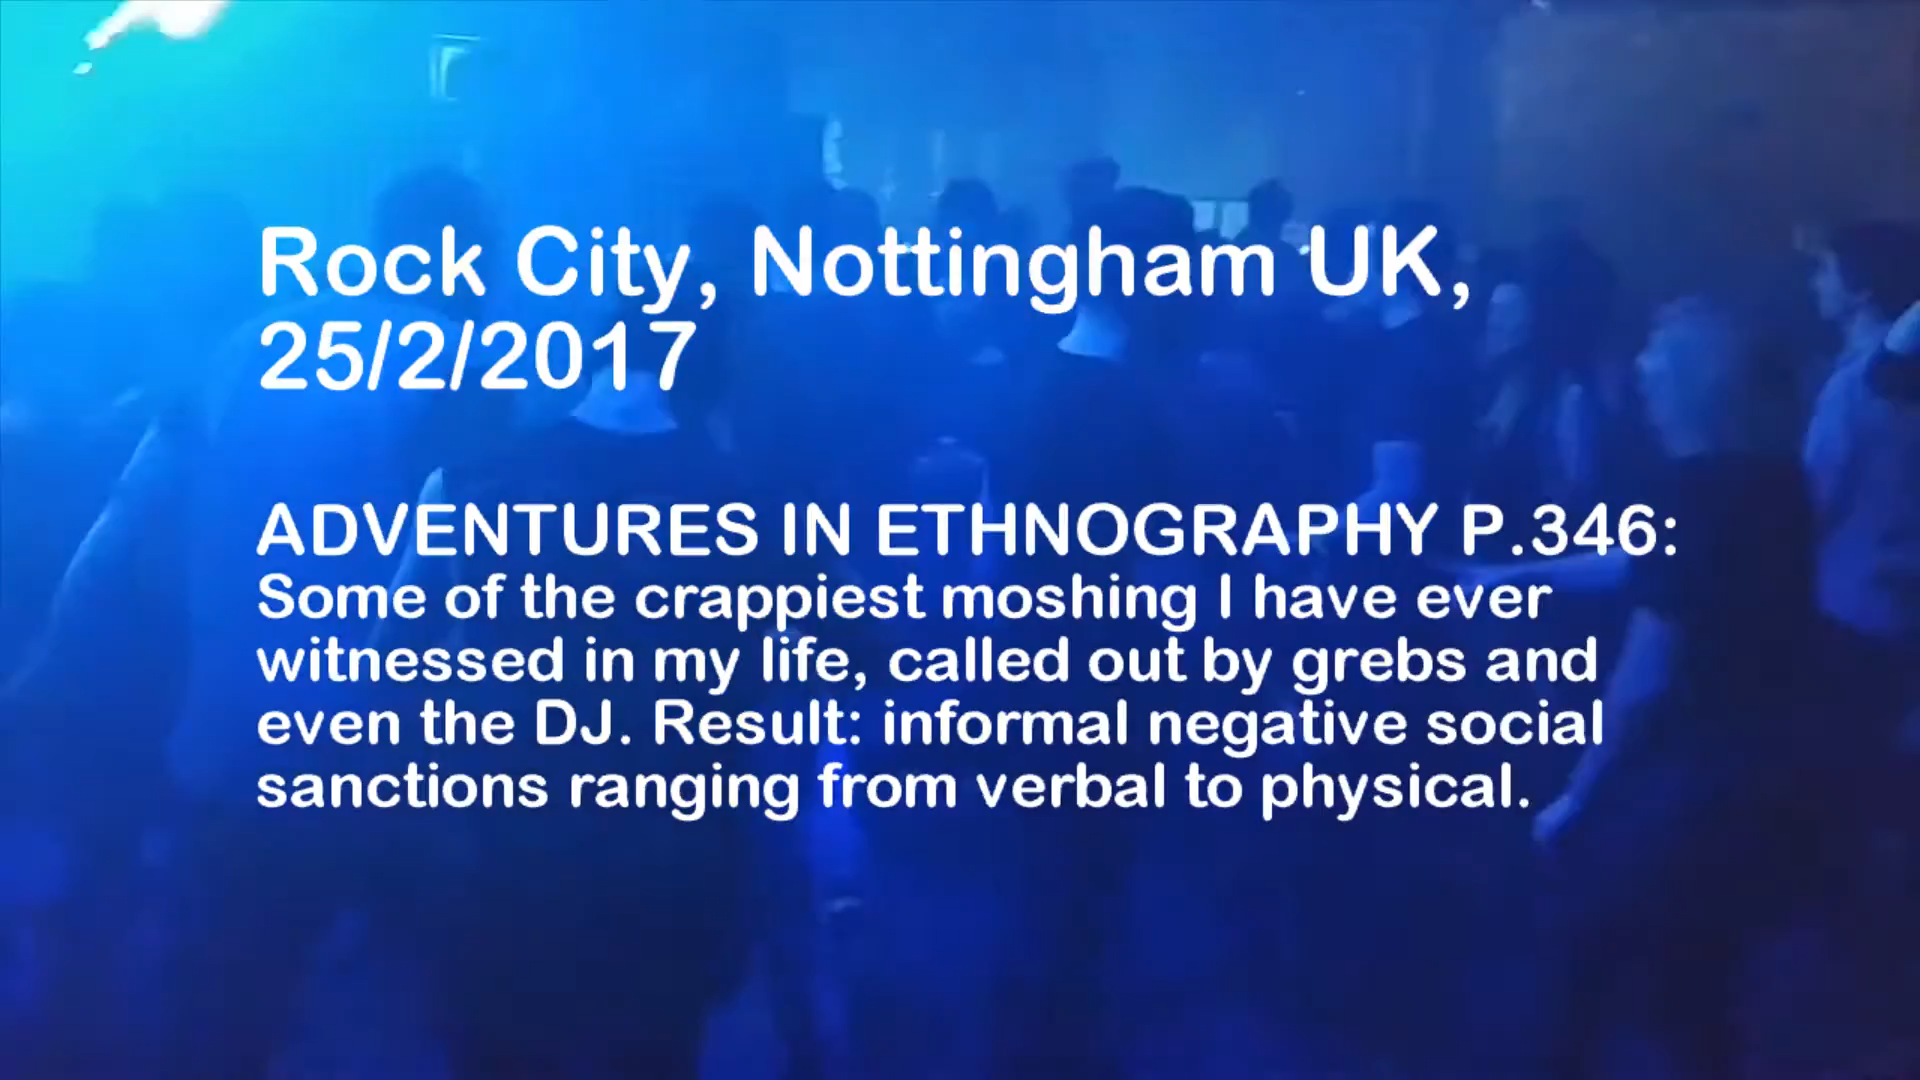 Rock City, Nottingham UK,
25/2/2017
ADVENTURES IN ETHNOGRAPHY P.346:
Some of the crappiest moshing I have ever
witnessed in my life, called out by grebs and
even the DJ. Result: informal negative social
sanctions ranging from verbal to physical.